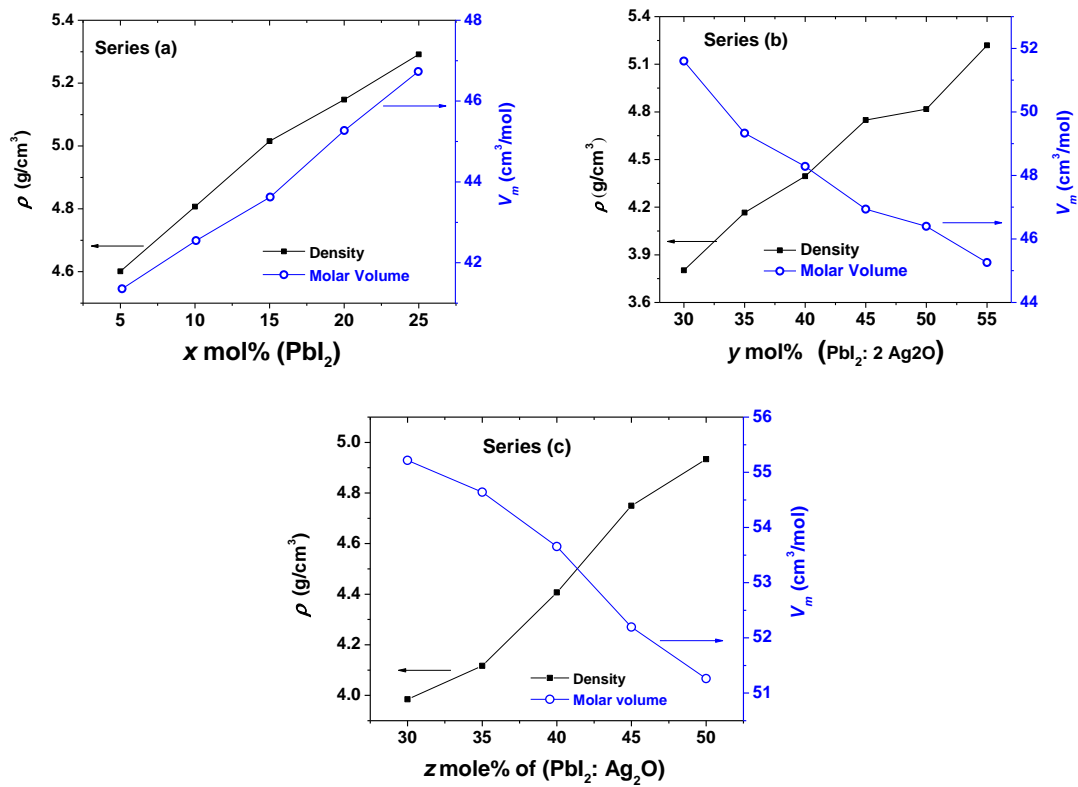 Series (a)
5.4
5.2
5.0
4.8
4.6
ρ (g/cm³)
48
46
44
42
Vₘ (cm³/mol)
Density
Molar Volume
5 10 15 20 25
x mol% (PbI₂)
Series (b)
5.4
5.1
4.8
4.5
4.2
3.9
3.6
ρ (g/cm³)
52
50
48
46
44
Vₘ (cm³/mol)
Density
Molar Volume
30 35 40 45 50 55
y mol% (PbI₂: 2 Ag2O)
Series (c)
5.0
4.8
4.6
4.4
4.2
4.0
ρ (g/cm³)
56
55
54
53
52
51
Vₘ (cm³/mol)
Density
Molar volume
30 35 40 45 50
z mole% of (PbI₂: Ag₂O)